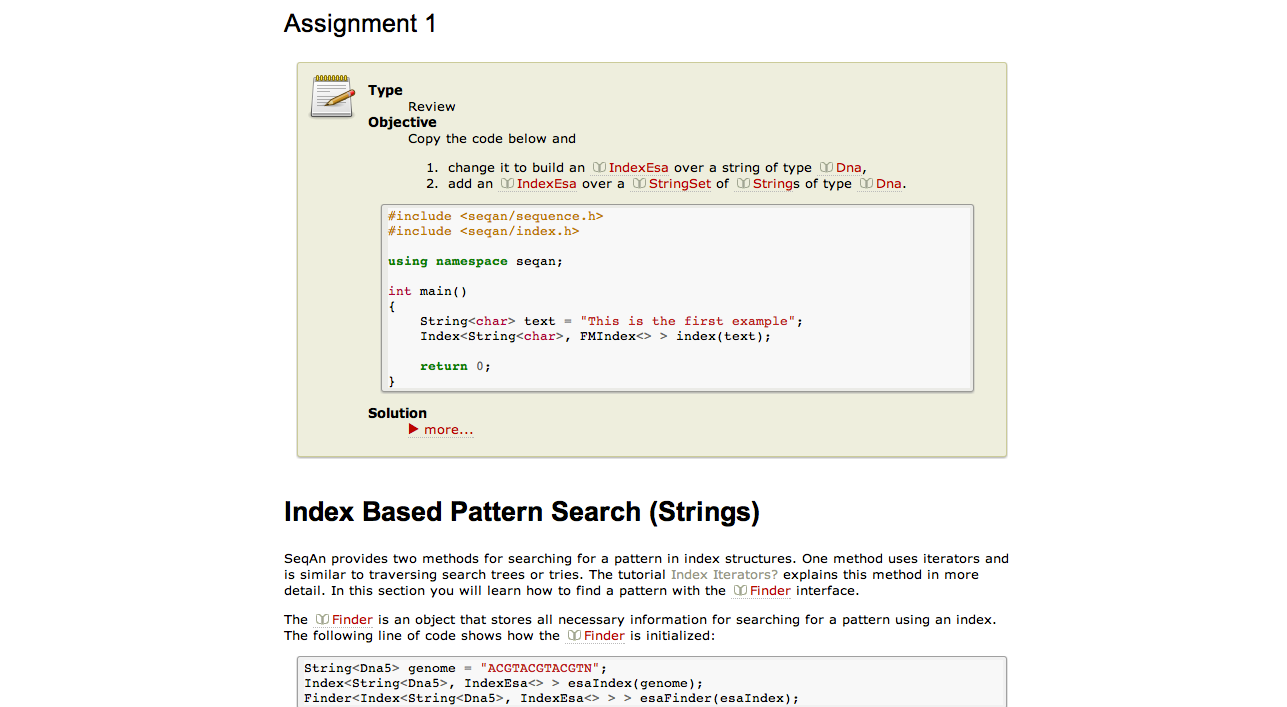 Assignment 1
Type
Review
Objective
Copy the code below and
1. change it to build an IndexEsa over a string of type Dna,
2. add an IndexEsa over a StringSet of Strings of type Dna.
#include <seqan/sequence.h>
#include <seqan/index.h>
using namespace seqan;
int main()
{
    String<char> text = "This is the first example";
    Index<String<char>, FMIndex<> > index(text);
    return 0;
}
Solution
▶ more...
Index Based Pattern Search (Strings)
SeqAn provides two methods for searching for a pattern in index structures. One method uses iterators and
is similar to traversing search trees or tries. The tutorial Index Iterators? explains this method in more
detail. In this section you will learn how to find a pattern with the Finder interface.
The Finder is an object that stores all necessary information for searching for a pattern using an index.
The following line of code shows how the Finder is initialized:
String<Dna5> genome = "ACGTACGTACGTN";
Index<String<Dna5>, IndexEsa<> > esaIndex(genome);
Finder<Index<String<Dna5>, IndexEsa<> > > esaFinder(esaIndex);